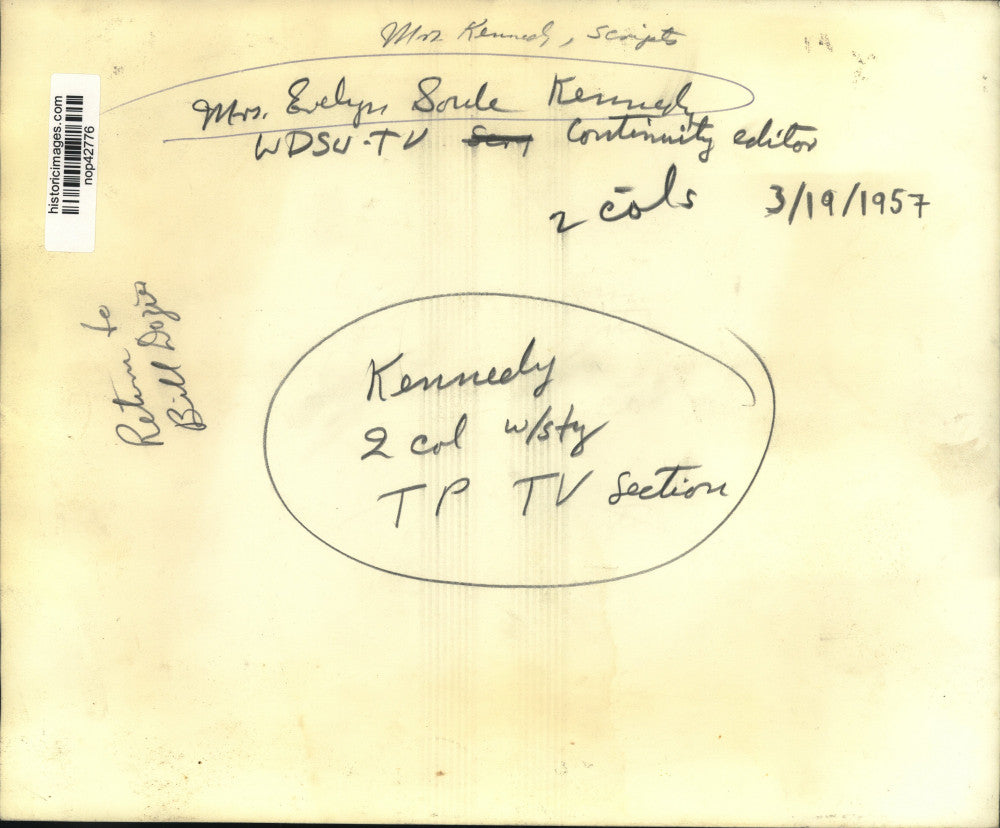 Mrs. Kennedy, scripts
Mrs. Evelyn Soule Kennedy
WDSU-TV Continuity editor
2 cols 3/19/1957
historicimages.com
nop42776
Return to
Bill Dozier
Kennedy
2 col w/sty
TP TV Section